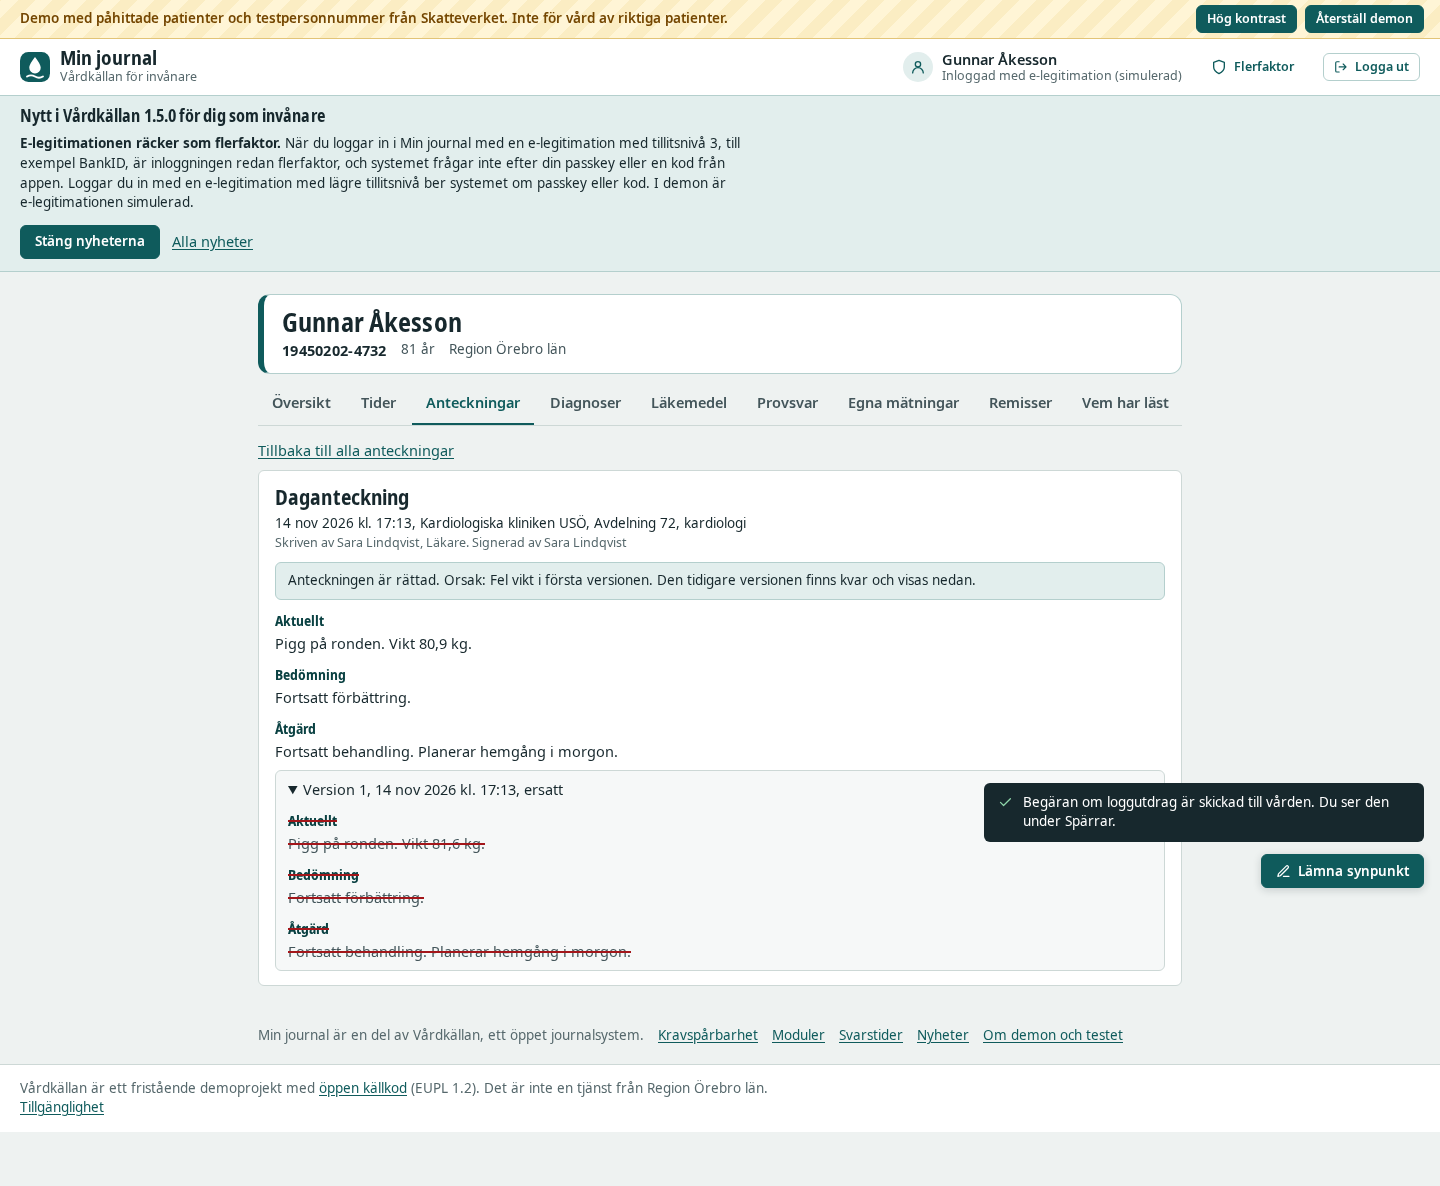 Demo med påhittade patienter och testpersonnummer från Skatteverket. Inte för vård av riktiga patienter.
Hög kontrast
Återställ demon
Min journal
Vårdkällan för invånare
Gunnar Åkesson
Inloggad med e-legitimation (simulerad)
Flerfaktor
Logga ut
Nytt i Vårdkällan 1.5.0 för dig som invånare
E-legitimationen räcker som flerfaktor. När du loggar in i Min journal med en e-legitimation med tillitsnivå 3, till
exempel BankID, är inloggningen redan flerfaktor, och systemet frågar inte efter din passkey eller en kod från
appen. Loggar du in med en e-legitimation med lägre tillitsnivå ber systemet om passkey eller kod. I demon är
e-legitimationen simulerad.
Stäng nyheterna
Alla nyheter
Gunnar Åkesson
19450202-4732 81 år Region Örebro län
Översikt Tider Anteckningar Diagnoser Läkemedel Provsvar Egna mätningar Remisser Vem har läst
Tillbaka till alla anteckningar
Daganteckning
14 nov 2026 kl. 17:13, Kardiologiska kliniken USÖ, Avdelning 72, kardiologi
Skriven av Sara Lindqvist, Läkare. Signerad av Sara Lindqvist
Anteckningen är rättad. Orsak: Fel vikt i första versionen. Den tidigare versionen finns kvar och visas nedan.
Aktuellt
Pigg på ronden. Vikt 80,9 kg.
Bedömning
Fortsatt förbättring.
Åtgärd
Fortsatt behandling. Planerar hemgång i morgon.
Version 1, 14 nov 2026 kl. 17:13, ersatt
Aktuellt
Pigg på ronden. Vikt 81,6 kg.
Bedömning
Fortsatt förbättring.
Åtgärd
Fortsatt behandling. Planerar hemgång i morgon.
Begäran om loggutdrag är skickad till vården. Du ser den
under Spärrar.
Lämna synpunkt
Min journal är en del av Vårdkällan, ett öppet journalsystem. Kravspårbarhet Moduler Svarstider Nyheter Om demon och testet
Vårdkällan är ett fristående demoprojekt med öppen källkod (EUPL 1.2). Det är inte en tjänst från Region Örebro län.
Tillgänglighet